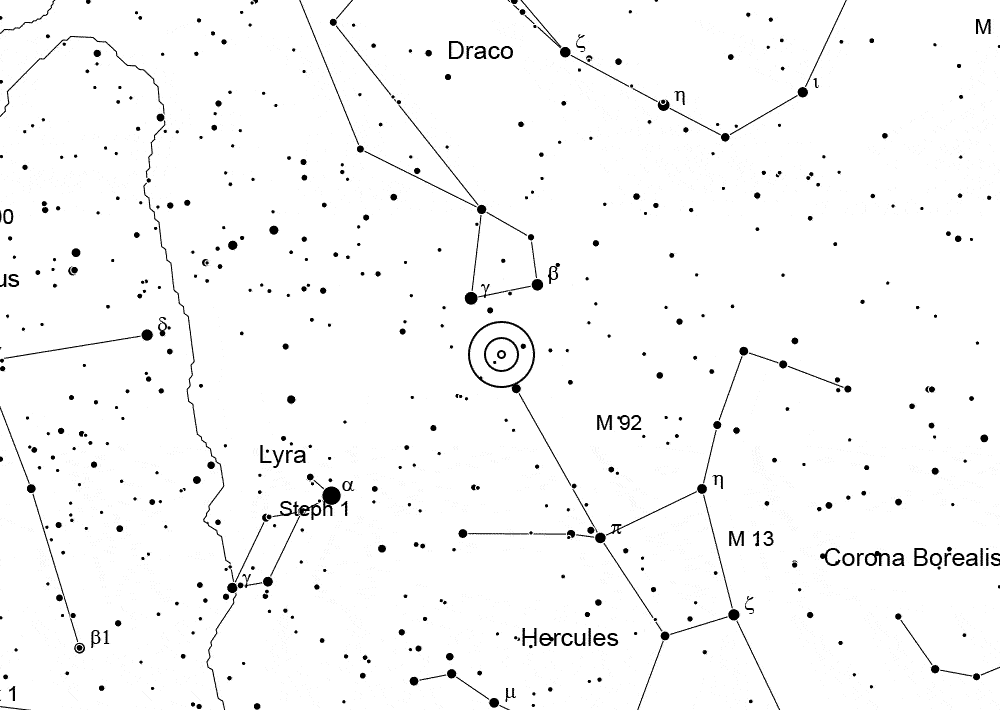 M
ζ
Draco
ι
η
00
β
us
γ
δ
M 92
Lyra
α
η
Steph 1
π
M 13
Corona Borealis
γ
ζ
β1
Hercules
1
μ